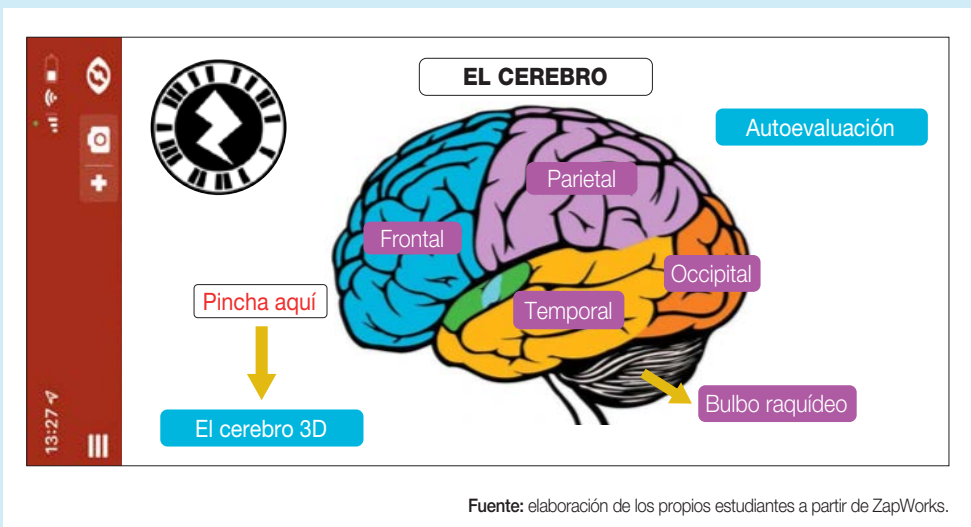 EL CEREBRO
Autoevaluación
Parietal
Frontal
Occipital
Pincha aquí
Temporal
Bulbo raquídeo
El cerebro 3D
13:27
Fuente: elaboración de los propios estudiantes a partir de ZapWorks.